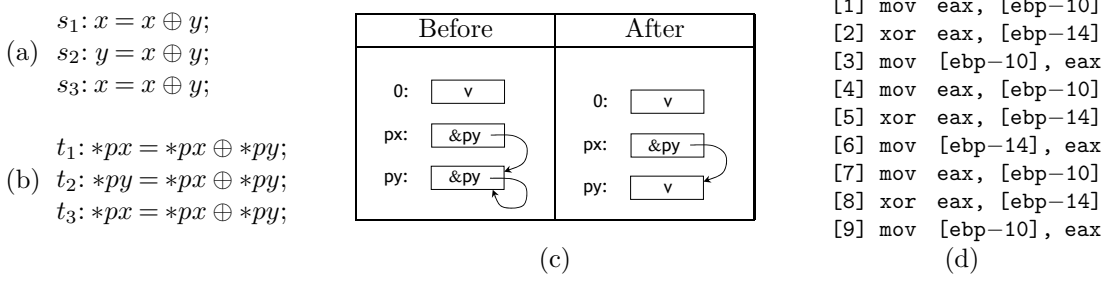 (a)
s₁: x = x ⊕ y;
s₂: y = x ⊕ y;
s₃: x = x ⊕ y;
(b)
t₁: *px = *px ⊕ *py;
t₂: *py = *px ⊕ *py;
t₃: *px = *px ⊕ *py;
Before After
0: v
px: &py
py: &py
0: v
px: &py
py: v
(c)
[1] mov eax, [ebp−10]
[2] xor eax, [ebp−14]
[3] mov [ebp−10], eax
[4] mov eax, [ebp−10]
[5] xor eax, [ebp−14]
[6] mov [ebp−14], eax
[7] mov eax, [ebp−10]
[8] xor eax, [ebp−14]
[9] mov [ebp−10], eax
(d)